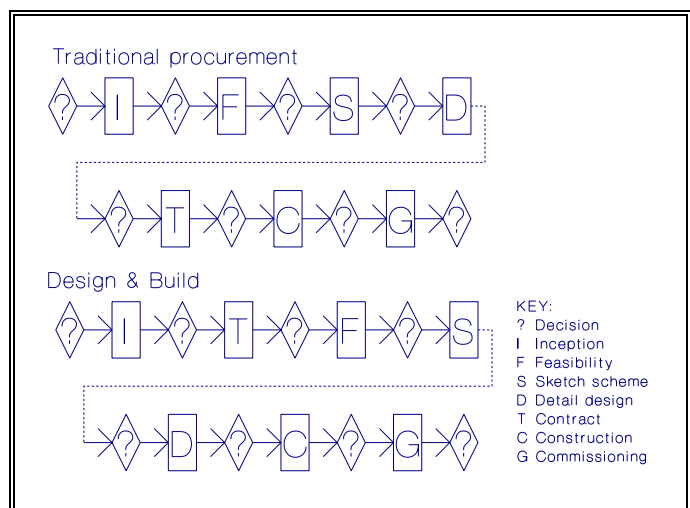 Traditional procurement
? I ? F ? S ? D
? T ? C ? G ?
Design & Build
? I ? T ? F ? S
? D ? C ? G ?
KEY:
? Decision
I Inception
F Feasibility
S Sketch scheme
D Detail design
T Contract
C Construction
G Commissioning